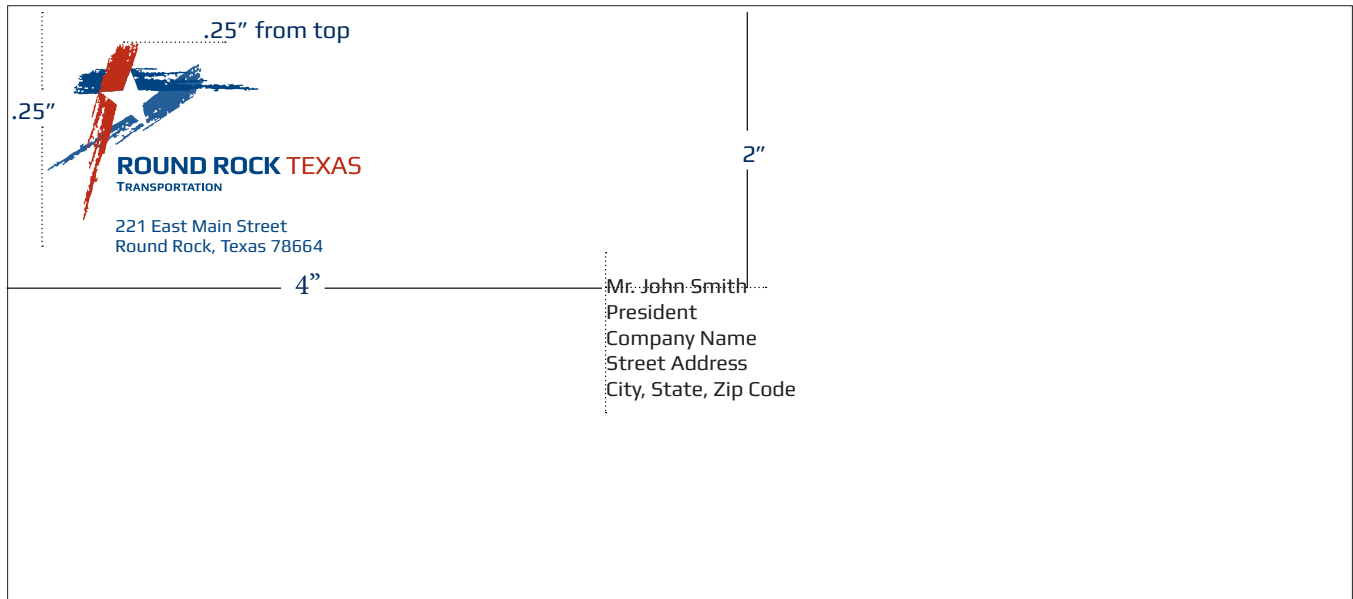 .25” from top
.25”
ROUND ROCK TEXAS
TRANSPORTATION
2”
221 East Main Street
Round Rock, Texas 78664
4”
Mr. John Smith
President
Company Name
Street Address
City, State, Zip Code